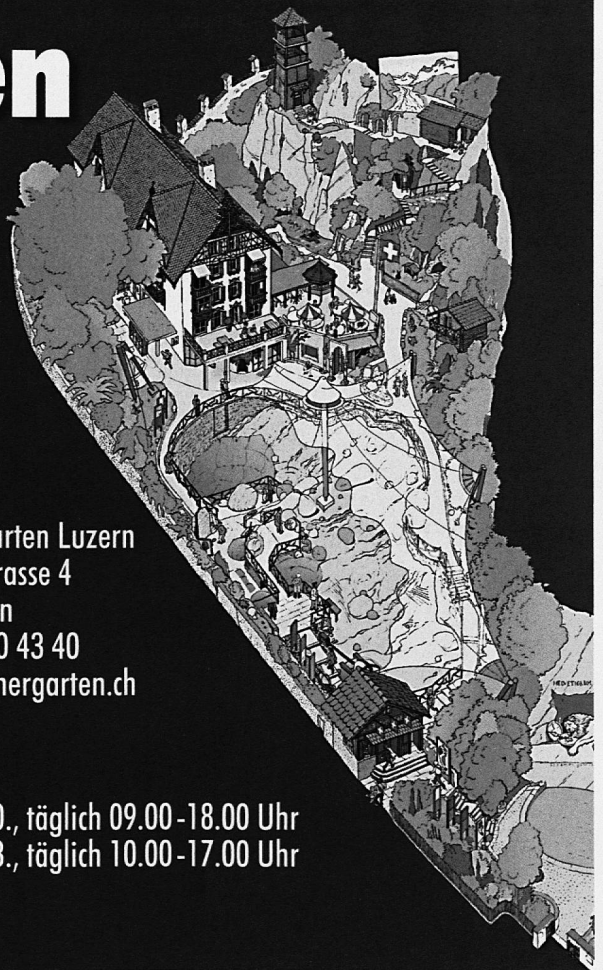 en
arten Luzern
rasse 4
n
0 43 40
hergarten.ch
0., täglich 09.00-18.00 Uhr
3., täglich 10.00-17.00 Uhr